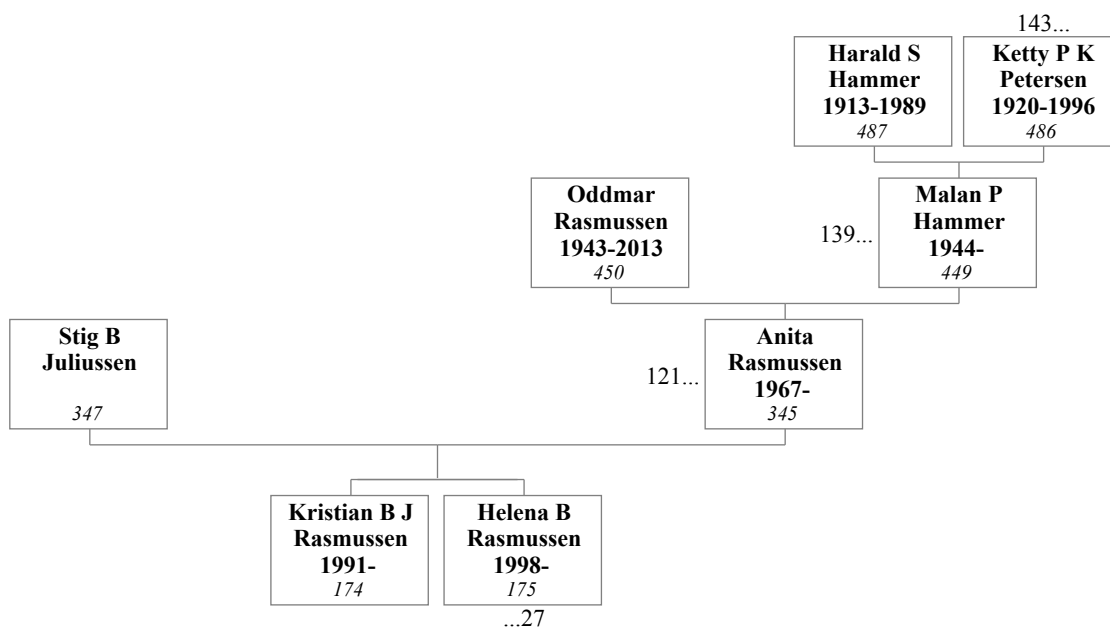 143...
Harald S
Hammer
1913-1989
487
Ketty P K
Petersen
1920-1996
486
Oddmar
Rasmussen
1943-2013
450
139...
Malan P
Hammer
1944-
449
Stig B
Juliussen
347
121...
Anita
Rasmussen
1967-
345
Kristian B J
Rasmussen
1991-
174
Helena B
Rasmussen
1998-
175
...27